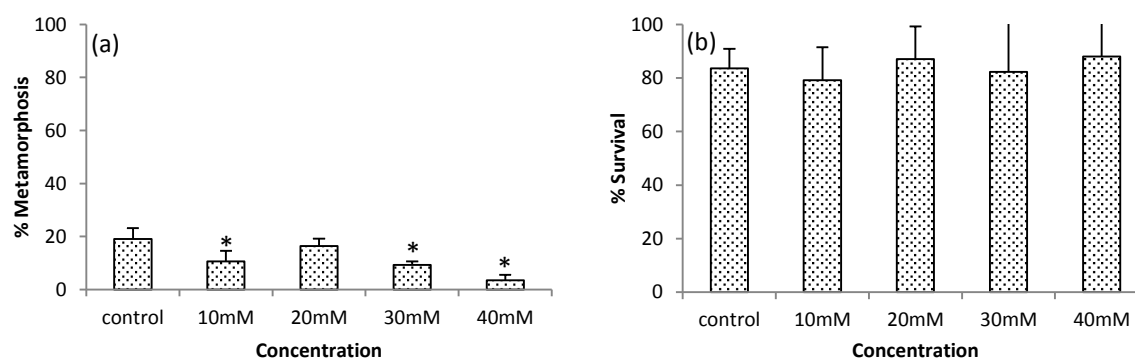 (a)
% Metamorphosis
100
80
60
40
20
0
*
*
*
control 10mM 20mM 30mM 40mM
Concentration
(b)
% Survival
100
80
60
40
20
0
control 10mM 20mM 30mM 40mM
Concentration